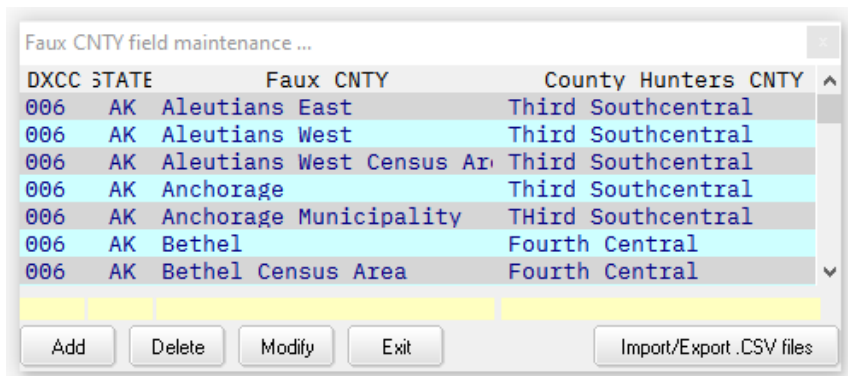 Faux CNTY field maintenance ... x
DXCC STATE Faux CNTY County Hunters CNTY
006 AK Aleutians East Third Southcentral
006 AK Aleutians West Third Southcentral
006 AK Aleutians West Census Are Third Southcentral
006 AK Anchorage Third Southcentral
006 AK Anchorage Municipality THird Southcentral
006 AK Bethel Fourth Central
006 AK Bethel Census Area Fourth Central
Add Delete Modify Exit Import/Export .CSV files